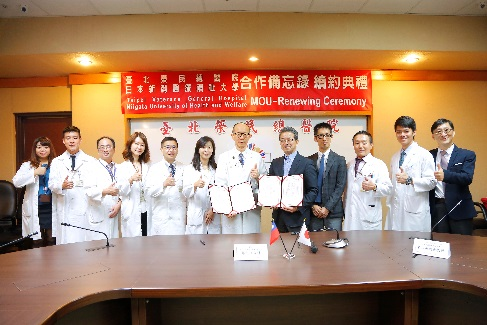 臺北榮民總醫院
日本新潟醫療福祉大學
合作備忘錄 續約典禮
Taipei Veterans General Hospital
Niigata University of Health and Welfare
MOU-Renewing Ceremony
臺北榮民總醫院